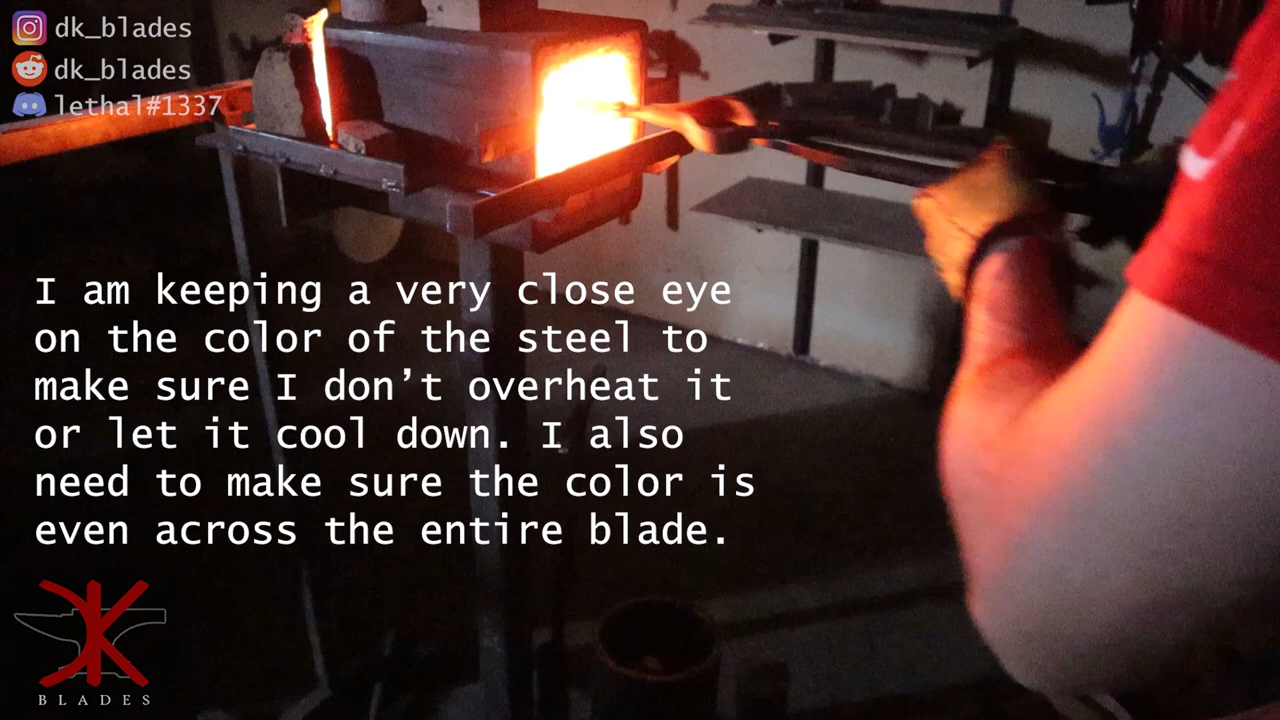 dk_blades
dk_blades
lethal#1337
I am keeping a very close eye
on the color of the steel to
make sure I don’t overheat it
or let it cool down. I also
need to make sure the color is
even across the entire blade.
DK
BLADES